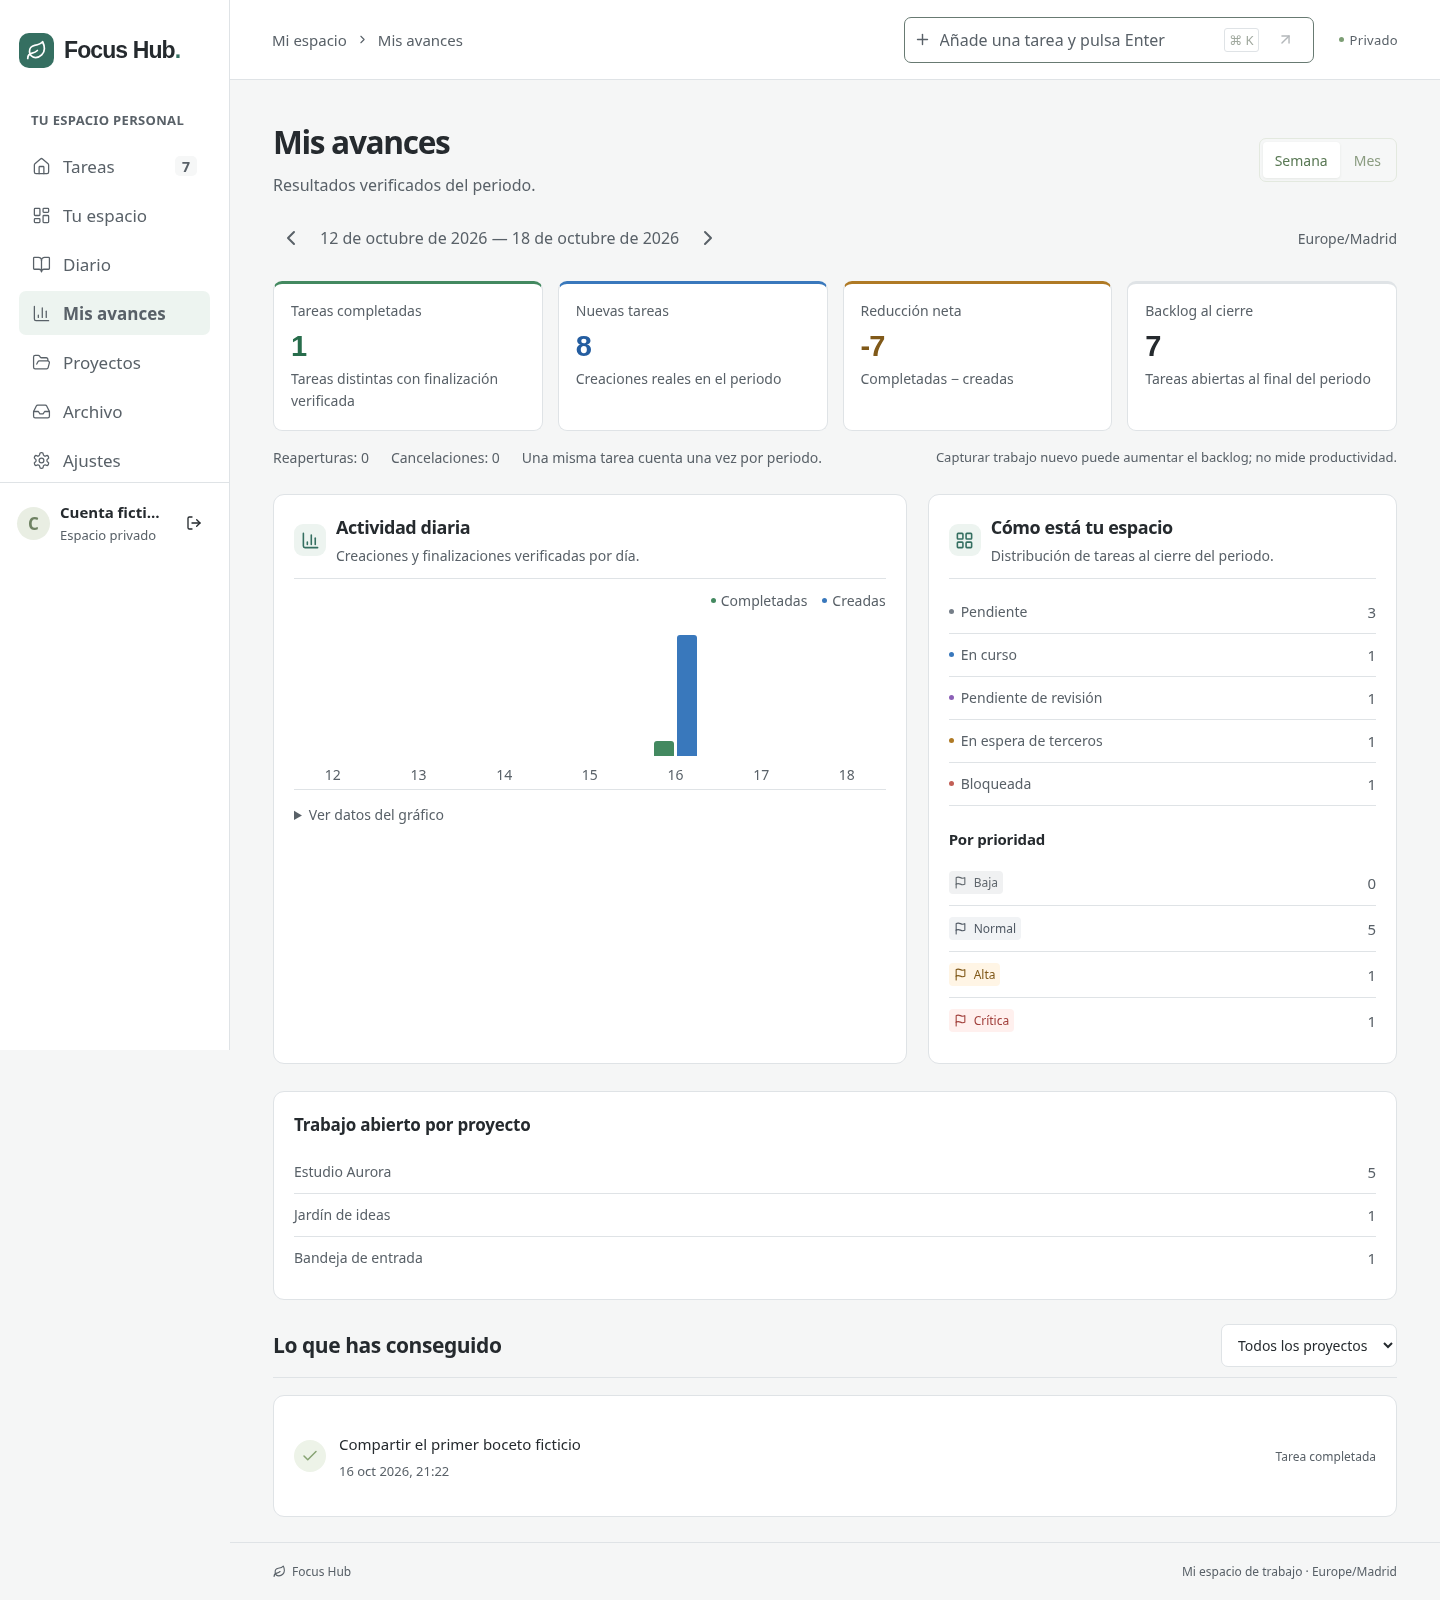 Focus Hub.
TU ESPACIO PERSONAL
Tareas 7
Tu espacio
Diario
Mis avances
Proyectos
Archivo
Ajustes
C
Cuenta ficti...
Espacio privado
Mi espacio > Mis avances
Añade una tarea y pulsa Enter ⌘ K
Privado
Mis avances
Resultados verificados del periodo.
Semana Mes
12 de octubre de 2026 — 18 de octubre de 2026
Europe/Madrid
Tareas completadas
1
Tareas distintas con finalización
verificada
Nuevas tareas
8
Creaciones reales en el periodo
Reducción neta
-7
Completadas − creadas
Backlog al cierre
7
Tareas abiertas al final del periodo
Reaperturas: 0 Cancelaciones: 0 Una misma tarea cuenta una vez por periodo.
Capturar trabajo nuevo puede aumentar el backlog; no mide productividad.
Actividad diaria
Creaciones y finalizaciones verificadas por día.
Completadas Creadas
12 13 14 15 16 17 18
Ver datos del gráfico
Cómo está tu espacio
Distribución de tareas al cierre del periodo.
Pendiente 3
En curso 1
Pendiente de revisión 1
En espera de terceros 1
Bloqueada 1
Por prioridad
Baja 0
Normal 5
Alta 1
Crítica 1
Trabajo abierto por proyecto
Estudio Aurora 5
Jardín de ideas 1
Bandeja de entrada 1
Lo que has conseguido
Todos los proyectos
Compartir el primer boceto ficticio
16 oct 2026, 21:22
Tarea completada
Focus Hub
Mi espacio de trabajo · Europe/Madrid